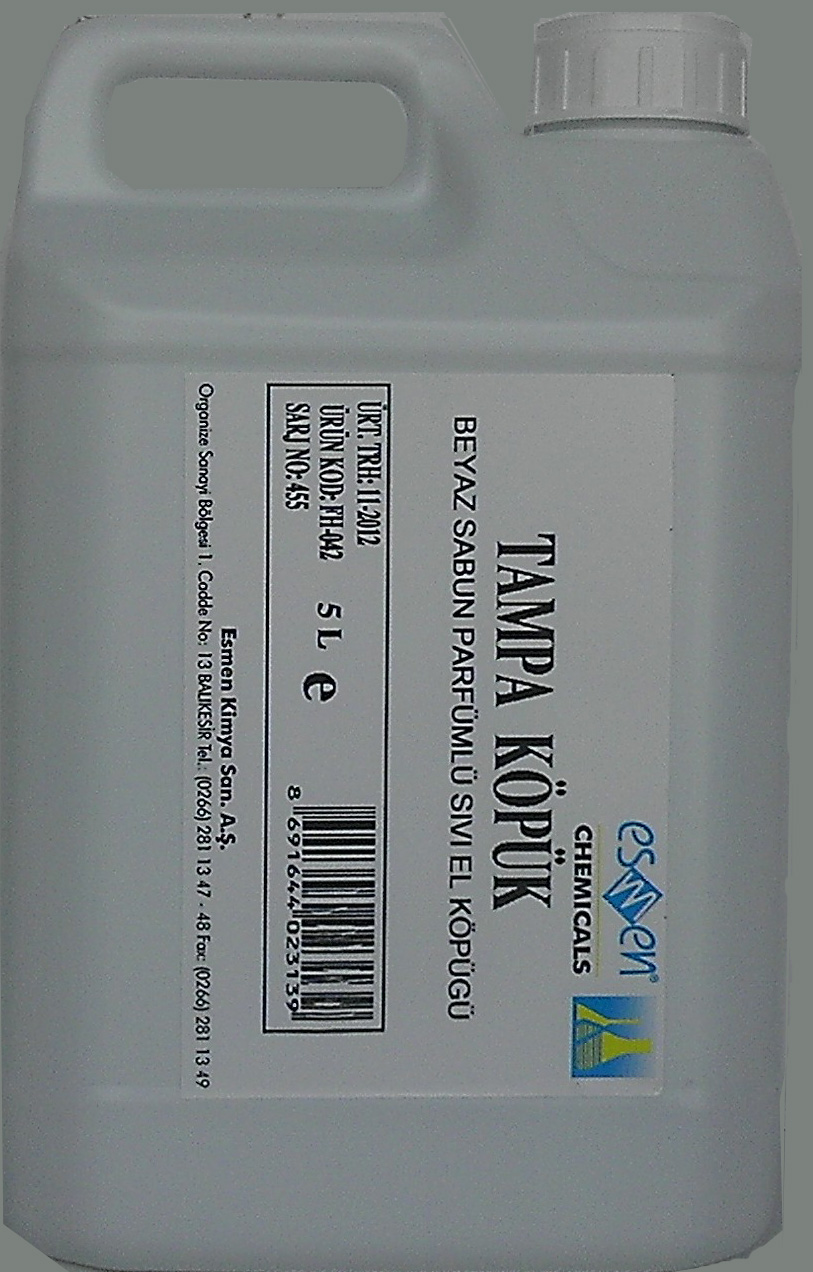 esmen®
CHEMICALS
TAMPA KÖPÜK
BEYAZ SABUN PARFÜMLÜ SIVI EL KÖPÜGÜ
ÜRT. TRH: 11-2012
ÜRÜN KOD: FH-042
SARJ NO: 455
5 L e
8 691644 023139
Esmen Kimya San. A.Ş.
Organize Sanayi Bölgesi 1. Cadde No: 13 BALIKESİR Tel.: (0266) 281 13 47 - 48 Fax: (0266) 281 13 49